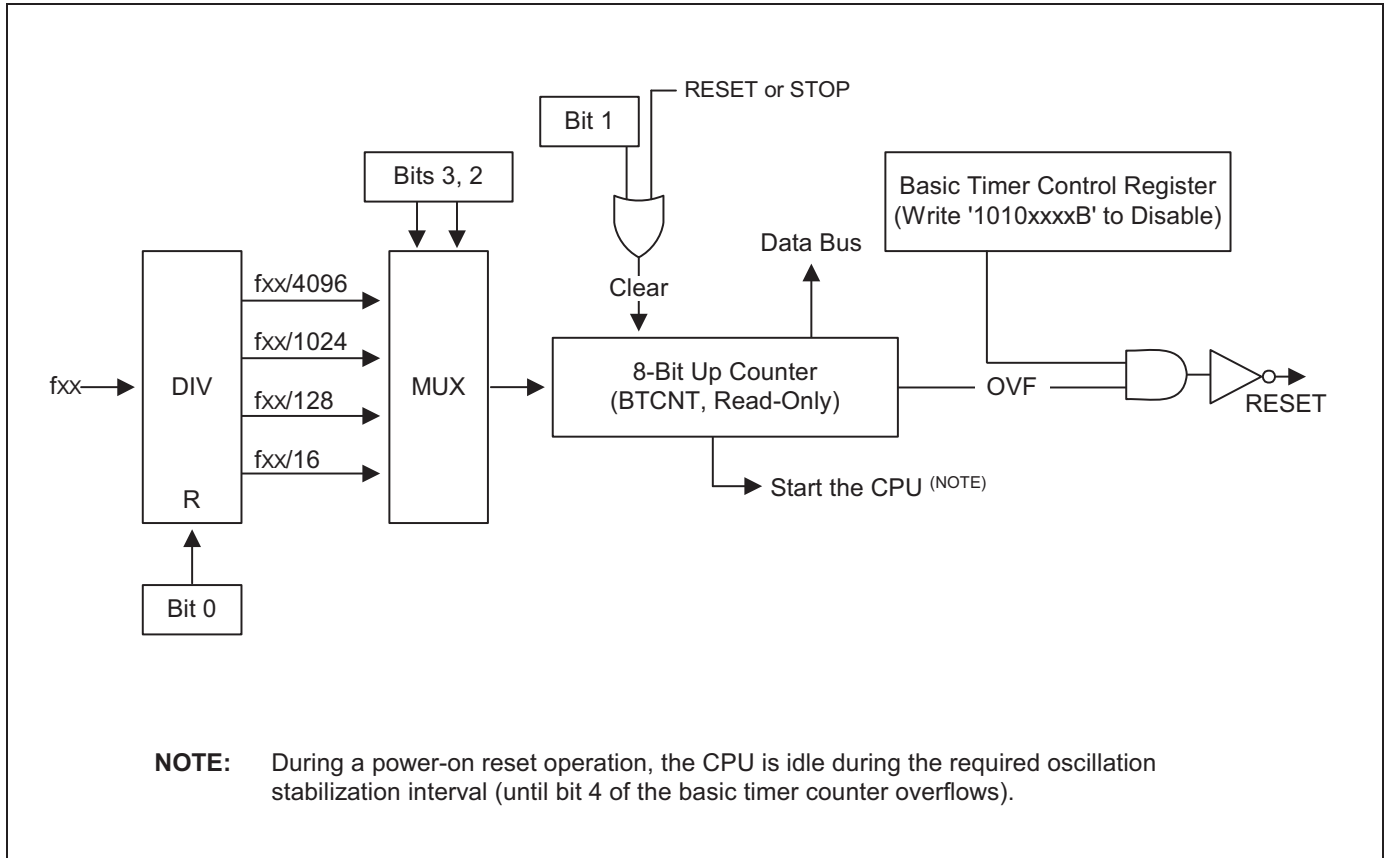 RESET or STOP
Bit 1
Bits 3, 2
Basic Timer Control Register
(Write '1010xxxxB' to Disable)
Data Bus
Clear
fxx/4096
fxx/1024
fxx/128
fxx/16
fxx
DIV
R
MUX
8-Bit Up Counter
(BTCNT, Read-Only)
OVF
RESET
Start the CPU (NOTE)
Bit 0
NOTE: During a power-on reset operation, the CPU is idle during the required oscillation
stabilization interval (until bit 4 of the basic timer counter overflows).